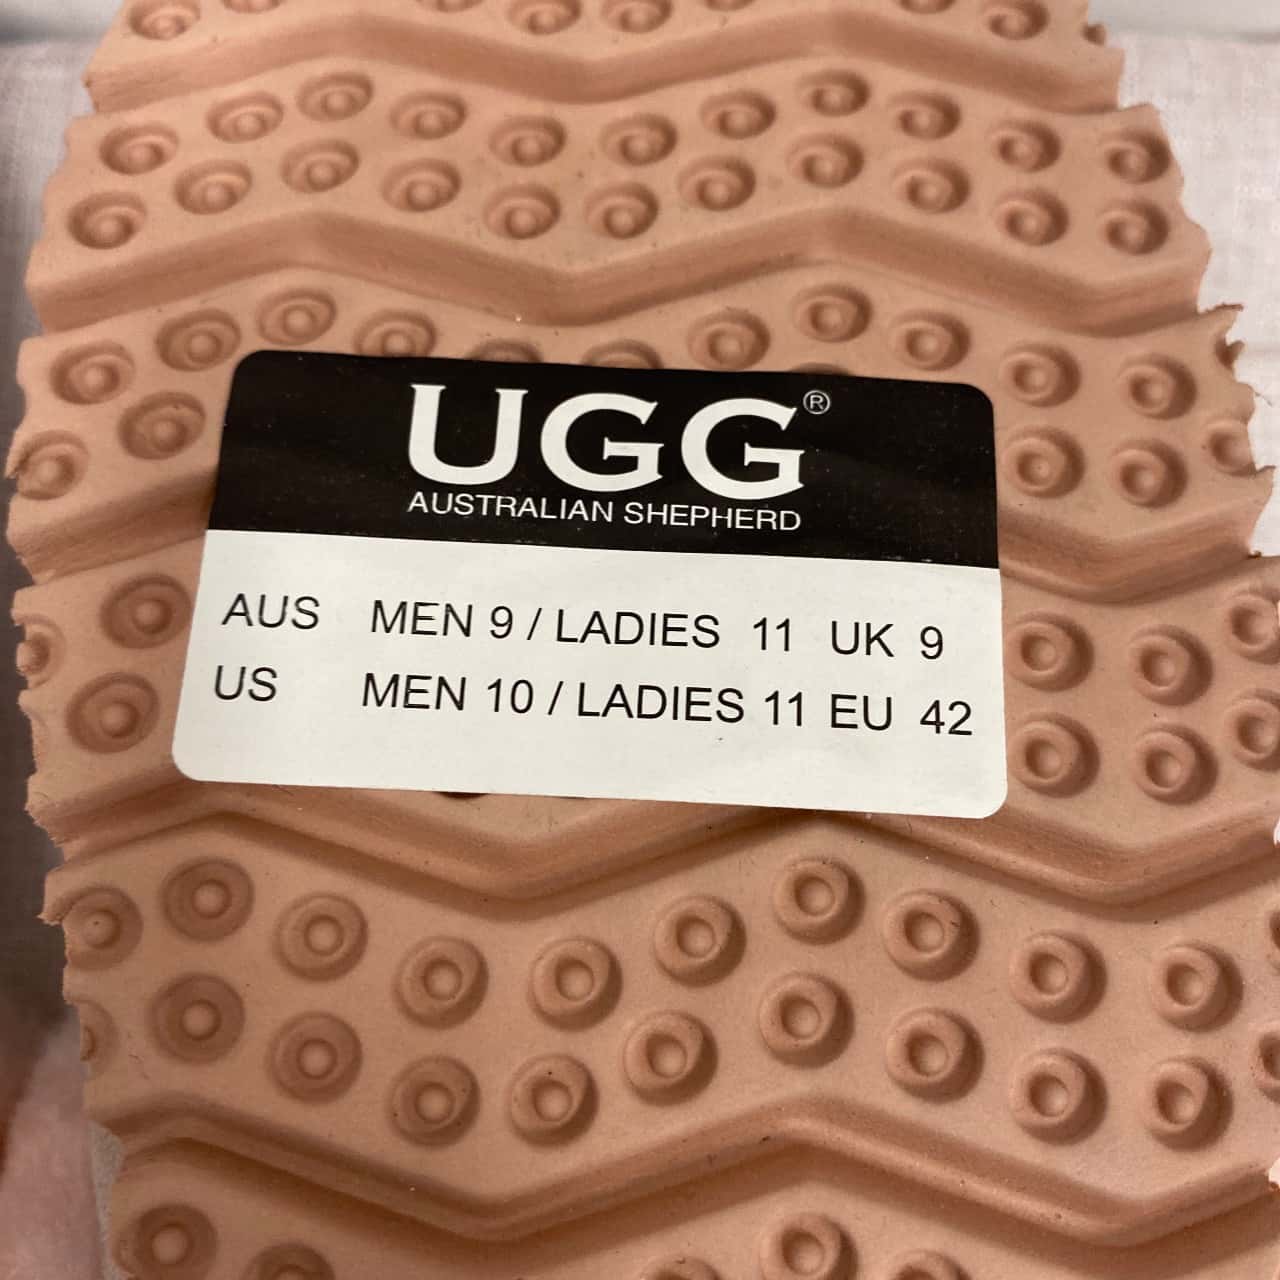 UGG®
AUSTRALIAN SHEPHERD
AUS MEN 9 / LADIES 11 UK 9
US MEN 10 / LADIES 11 EU 42